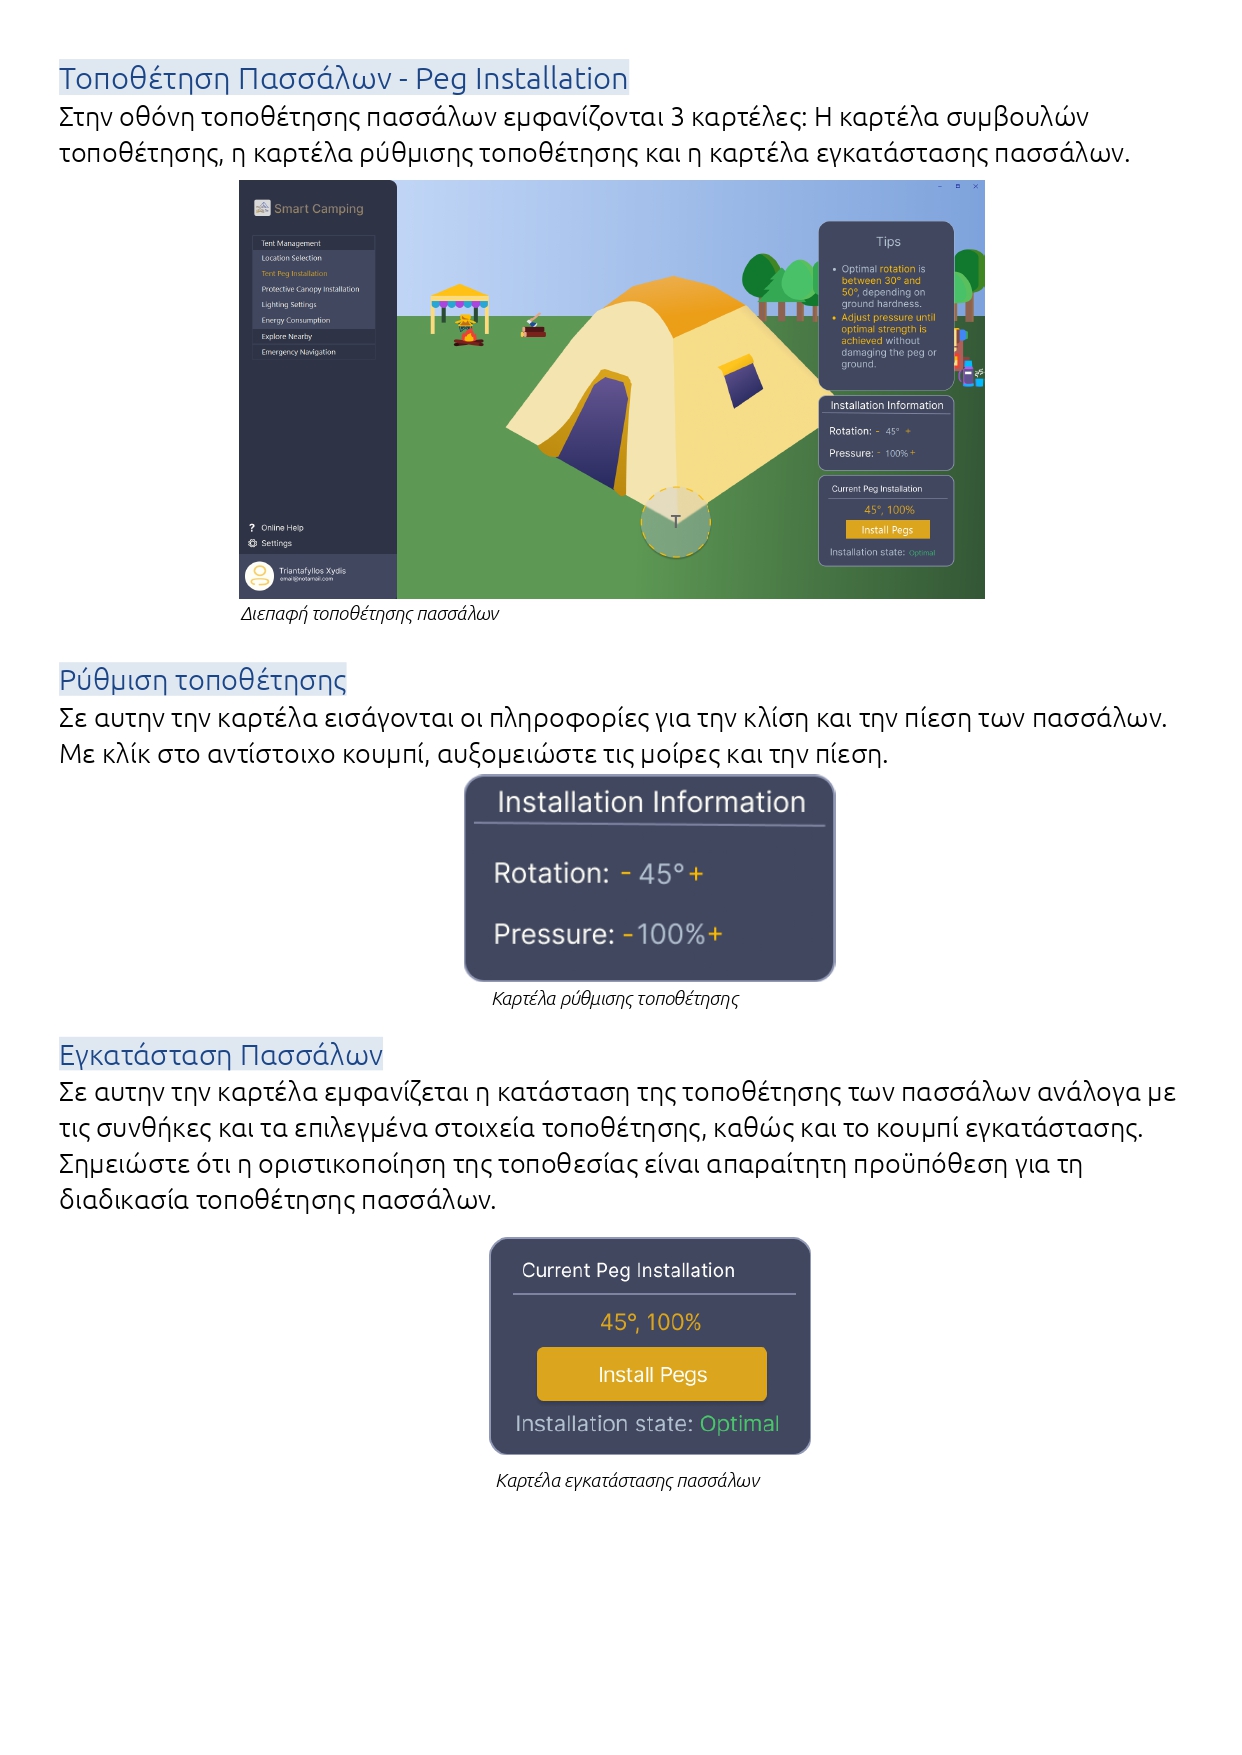 Τοποθέτηση Πασσάλων - Peg Installation
Στην οθόνη τοποθέτησης πασσάλων εμφανίζονται 3 καρτέλες: Η καρτέλα συμβουλών
τοποθέτησης, η καρτέλα ρύθμισης τοποθέτησης και η καρτέλα εγκατάστασης πασσάλων.
Smart Camping
Tent Management
Location Selection
Tent Peg Installation
Protective Canopy Installation
Lighting Settings
Energy Consumption
Explore Nearby
Emergency Navigation
? Online Help
Settings
Triantafyllos Xydis
email@notamail.com
T
Tips
• Optimal rotation is
between 30° and
50°, depending on
ground hardness.
• Adjust pressure until
optimal strength is
achieved without
damaging the peg or
ground.
Installation Information
Rotation: - 45° +
Pressure: - 100% +
Current Peg Installation
45°, 100%
Install Pegs
Installation state: Optimal
Διεπαφή τοποθέτησης πασσάλων
Ρύθμιση τοποθέτησης
Σε αυτην την καρτέλα εισάγονται οι πληροφορίες για την κλίση και την πίεση των πασσάλων.
Με κλίκ στο αντίστοιχο κουμπί, αυξομειώστε τις μοίρες και την πίεση.
Installation Information
Rotation: - 45° +
Pressure: -100%+
Καρτέλα ρύθμισης τοποθέτησης
Εγκατάσταση Πασσάλων
Σε αυτην την καρτέλα εμφανίζεται η κατάσταση της τοποθέτησης των πασσάλων ανάλογα με
τις συνθήκες και τα επιλεγμένα στοιχεία τοποθέτησης, καθώς και το κουμπί εγκατάστασης.
Σημειώστε ότι η οριστικοποίηση της τοποθεσίας είναι απαραίτητη προϋπόθεση για τη
διαδικασία τοποθέτησης πασσάλων.
Current Peg Installation
45°, 100%
Install Pegs
Installation state: Optimal
Καρτέλα εγκατάστασης πασσάλων